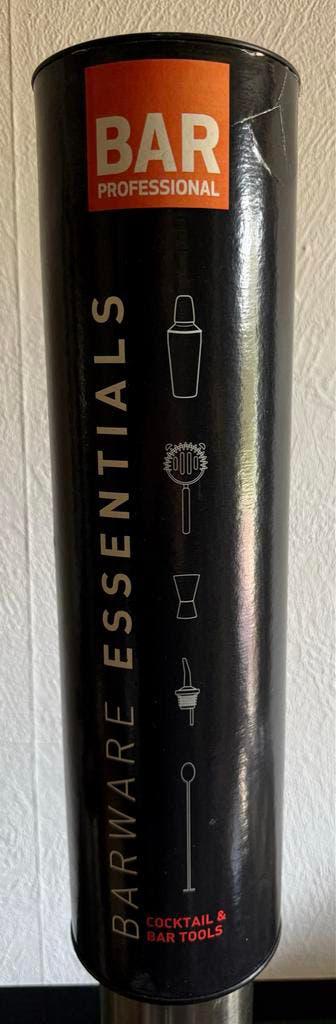 BAR
PROFESSIONAL
BARWARE ESSENTIALS
COCKTAIL &
BAR TOOLS